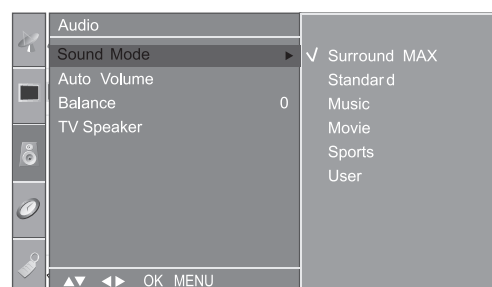 Audio
Sound Mode ▶
Auto Volume
Balance 0
TV Speaker
▲▼ ◀▶ OK MENU
√ Surround MAX
Standard
Music
Movie
Sports
User